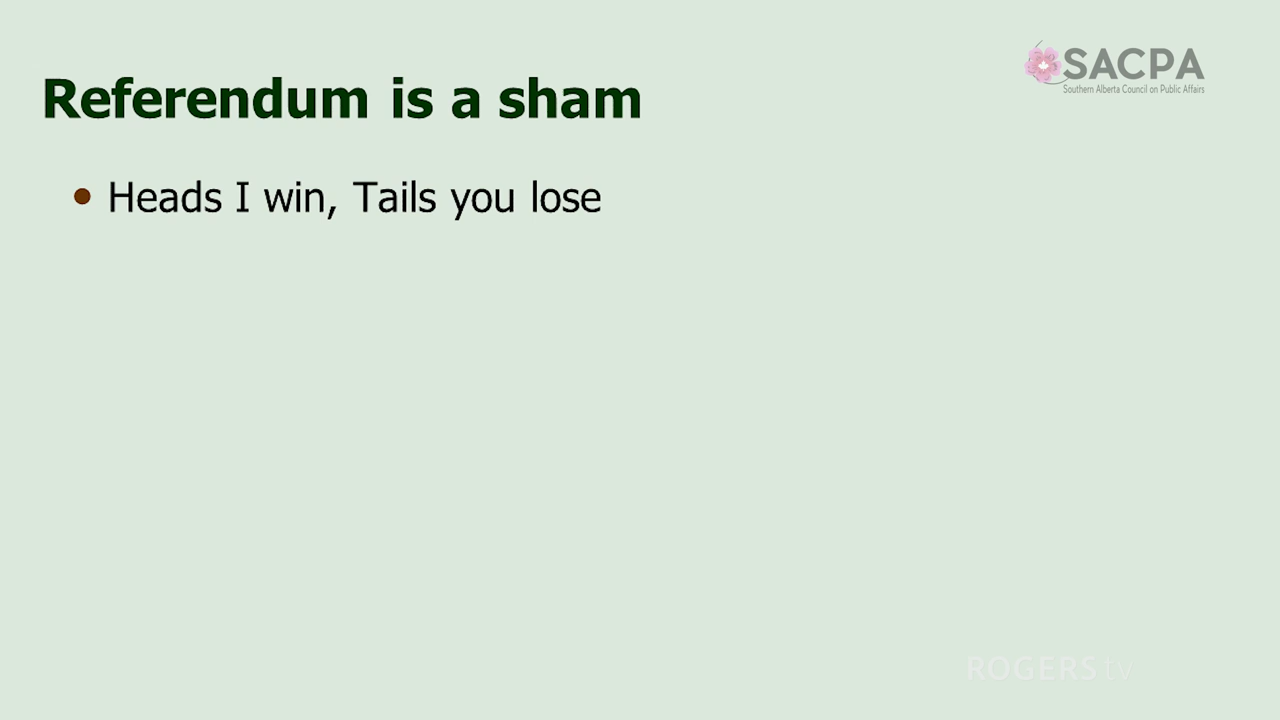 SACPA
Southern Alberta Council on Public Affairs
Referendum is a sham
• Heads I win, Tails you lose
ROGERS tv